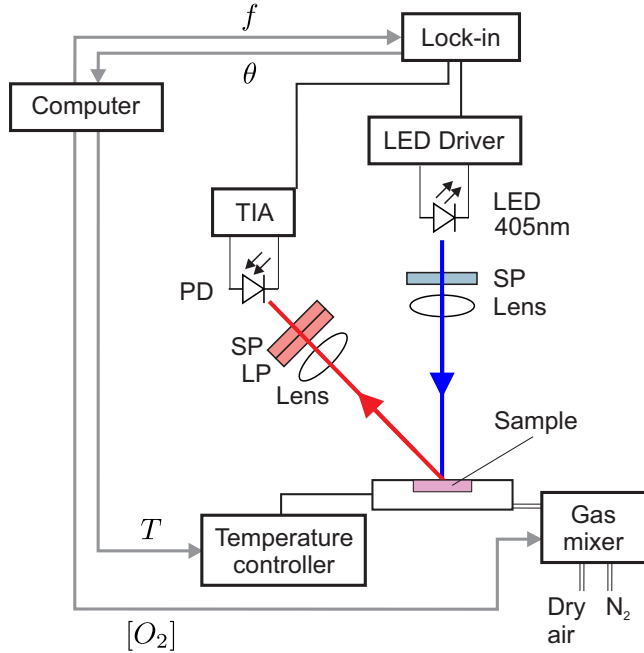 f
Lock-in
θ
Computer
LED Driver
TIA
LED
405nm
PD
SP
Lens
SP
LP
Lens
Sample
T
Temperature
controller
Gas
mixer
Dry
air
N₂
[O₂]